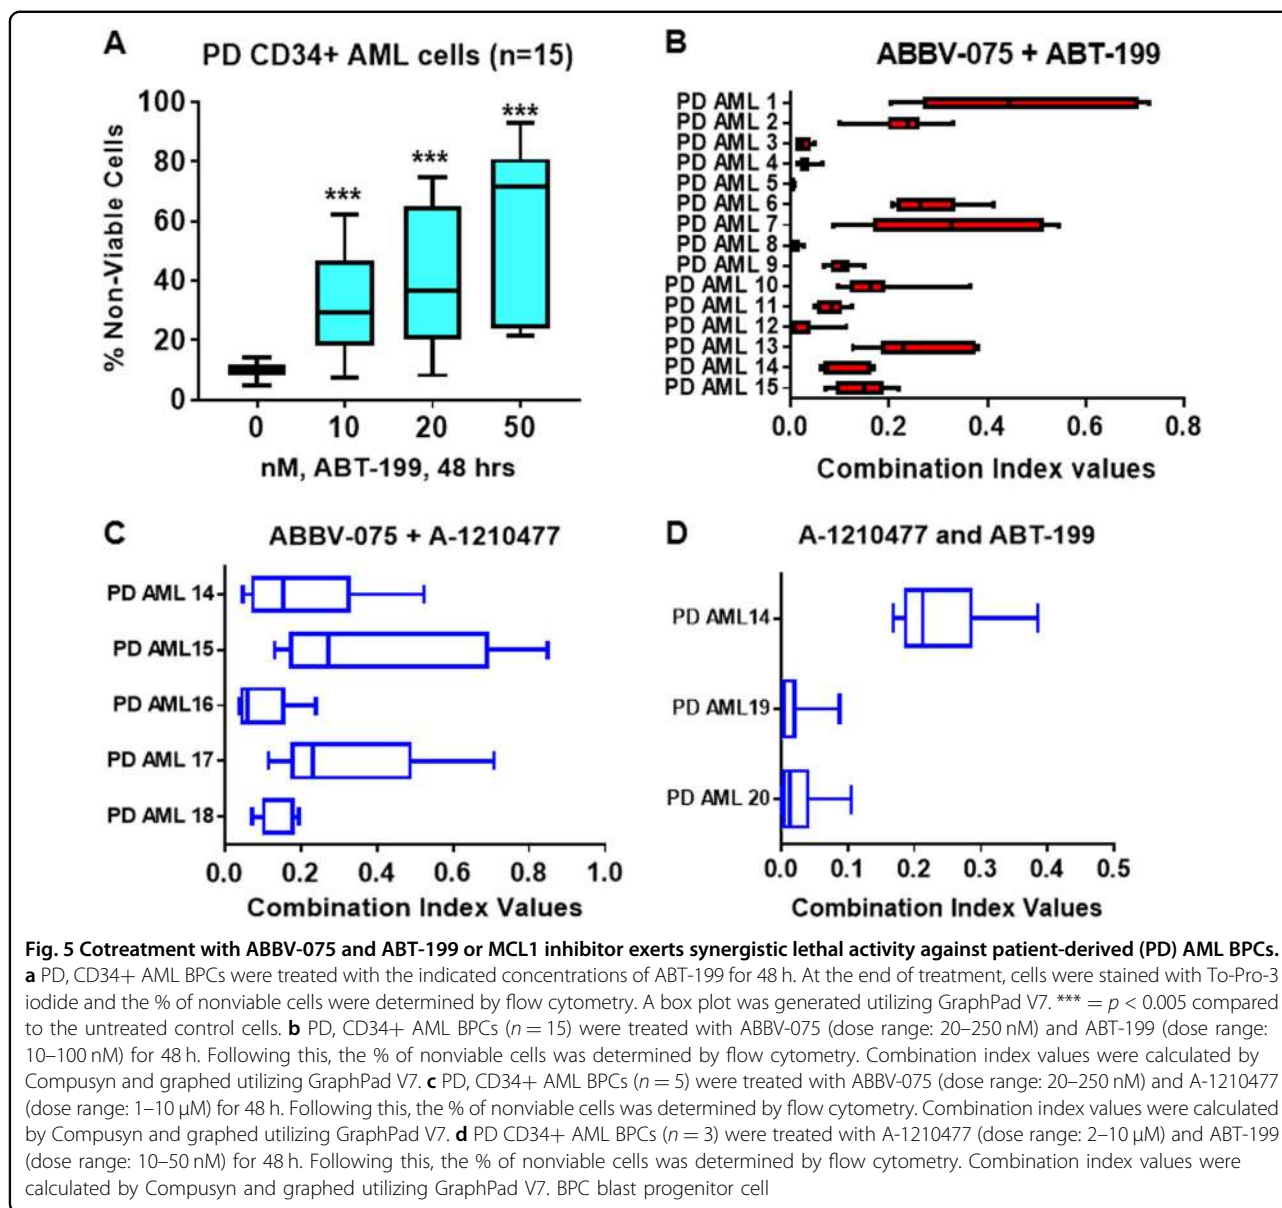 A
PD CD34+ AML cells (n=15)
% Non-Viable Cells
100
80
60
40
20
0
***
***
***
0 10 20 50
nM, ABT-199, 48 hrs
B
ABBV-075 + ABT-199
PD AML 1
PD AML 2
PD AML 3
PD AML 4
PD AML 5
PD AML 6
PD AML 7
PD AML 8
PD AML 9
PD AML 10
PD AML 11
PD AML 12
PD AML 13
PD AML 14
PD AML 15
0.0 0.2 0.4 0.6 0.8
Combination Index values
C
ABBV-075 + A-1210477
PD AML 14
PD AML15
PD AML16
PD AML 17
PD AML 18
0.0 0.2 0.4 0.6 0.8 1.0
Combination Index Values
D
A-1210477 and ABT-199
PD AML14
PD AML19
PD AML 20
0.0 0.1 0.2 0.3 0.4 0.5
Combination Index Values
Fig. 5 Cotreatment with ABBV-075 and ABT-199 or MCL1 inhibitor exerts synergistic lethal activity against patient-derived (PD) AML BPCs.
a PD, CD34+ AML BPCs were treated with the indicated concentrations of ABT-199 for 48 h. At the end of treatment, cells were stained with To-Pro-3
iodide and the % of nonviable cells were determined by flow cytometry. A box plot was generated utilizing GraphPad V7. *** = p < 0.005 compared
to the untreated control cells. b PD, CD34+ AML BPCs (n = 15) were treated with ABBV-075 (dose range: 20–250 nM) and ABT-199 (dose range:
10–100 nM) for 48 h. Following this, the % of nonviable cells was determined by flow cytometry. Combination index values were calculated by
Compusyn and graphed utilizing GraphPad V7. c PD, CD34+ AML BPCs (n = 5) were treated with ABBV-075 (dose range: 20–250 nM) and A-1210477
(dose range: 1–10 µM) for 48 h. Following this, the % of nonviable cells was determined by flow cytometry. Combination index values were calculated
by Compusyn and graphed utilizing GraphPad V7. d PD CD34+ AML BPCs (n = 3) were treated with A-1210477 (dose range: 2–10 µM) and ABT-199
(dose range: 10–50 nM) for 48 h. Following this, the % of nonviable cells was determined by flow cytometry. Combination index values were
calculated by Compusyn and graphed utilizing GraphPad V7. BPC blast progenitor cell